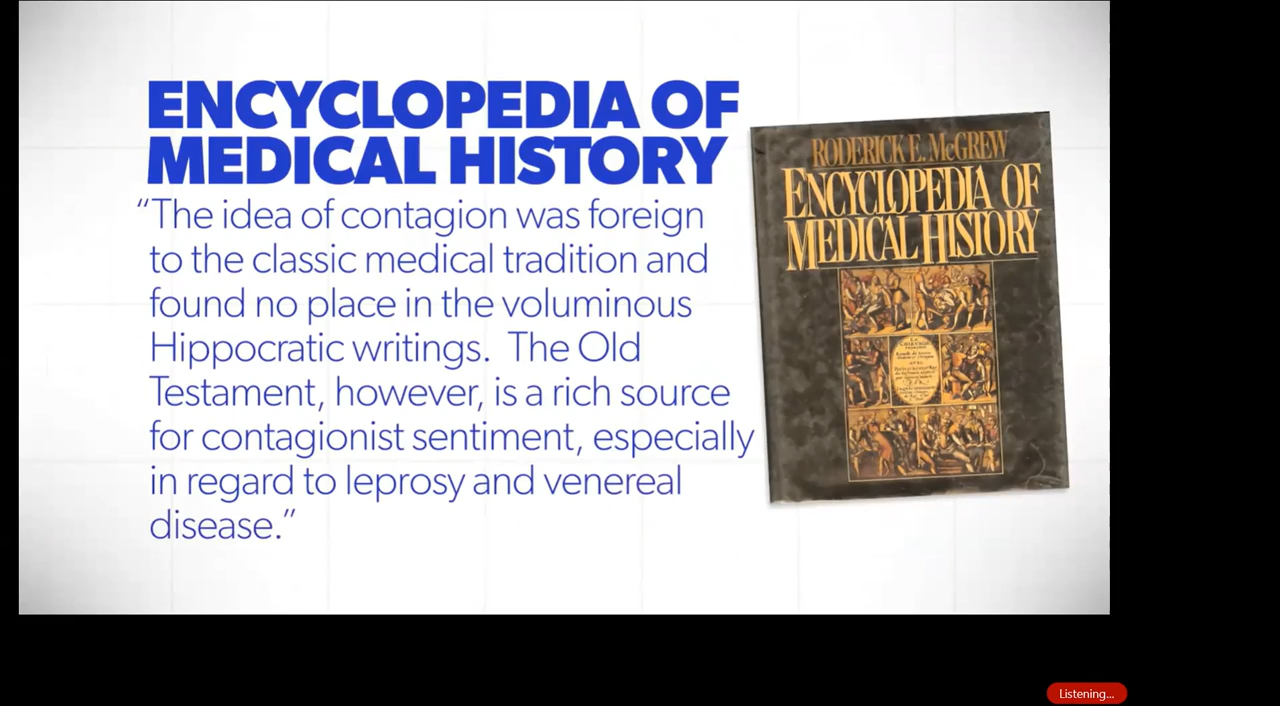 ENCYCLOPEDIA OF
MEDICAL HISTORY
“The idea of contagion was foreign
to the classic medical tradition and
found no place in the voluminous
Hippocratic writings.  The Old
Testament, however, is a rich source
for contagionist sentiment, especially
in regard to leprosy and venereal
disease.”
RODERICK E. McGREW
ENCYCLOPEDIA OF
MEDICAL HISTORY
Listening...